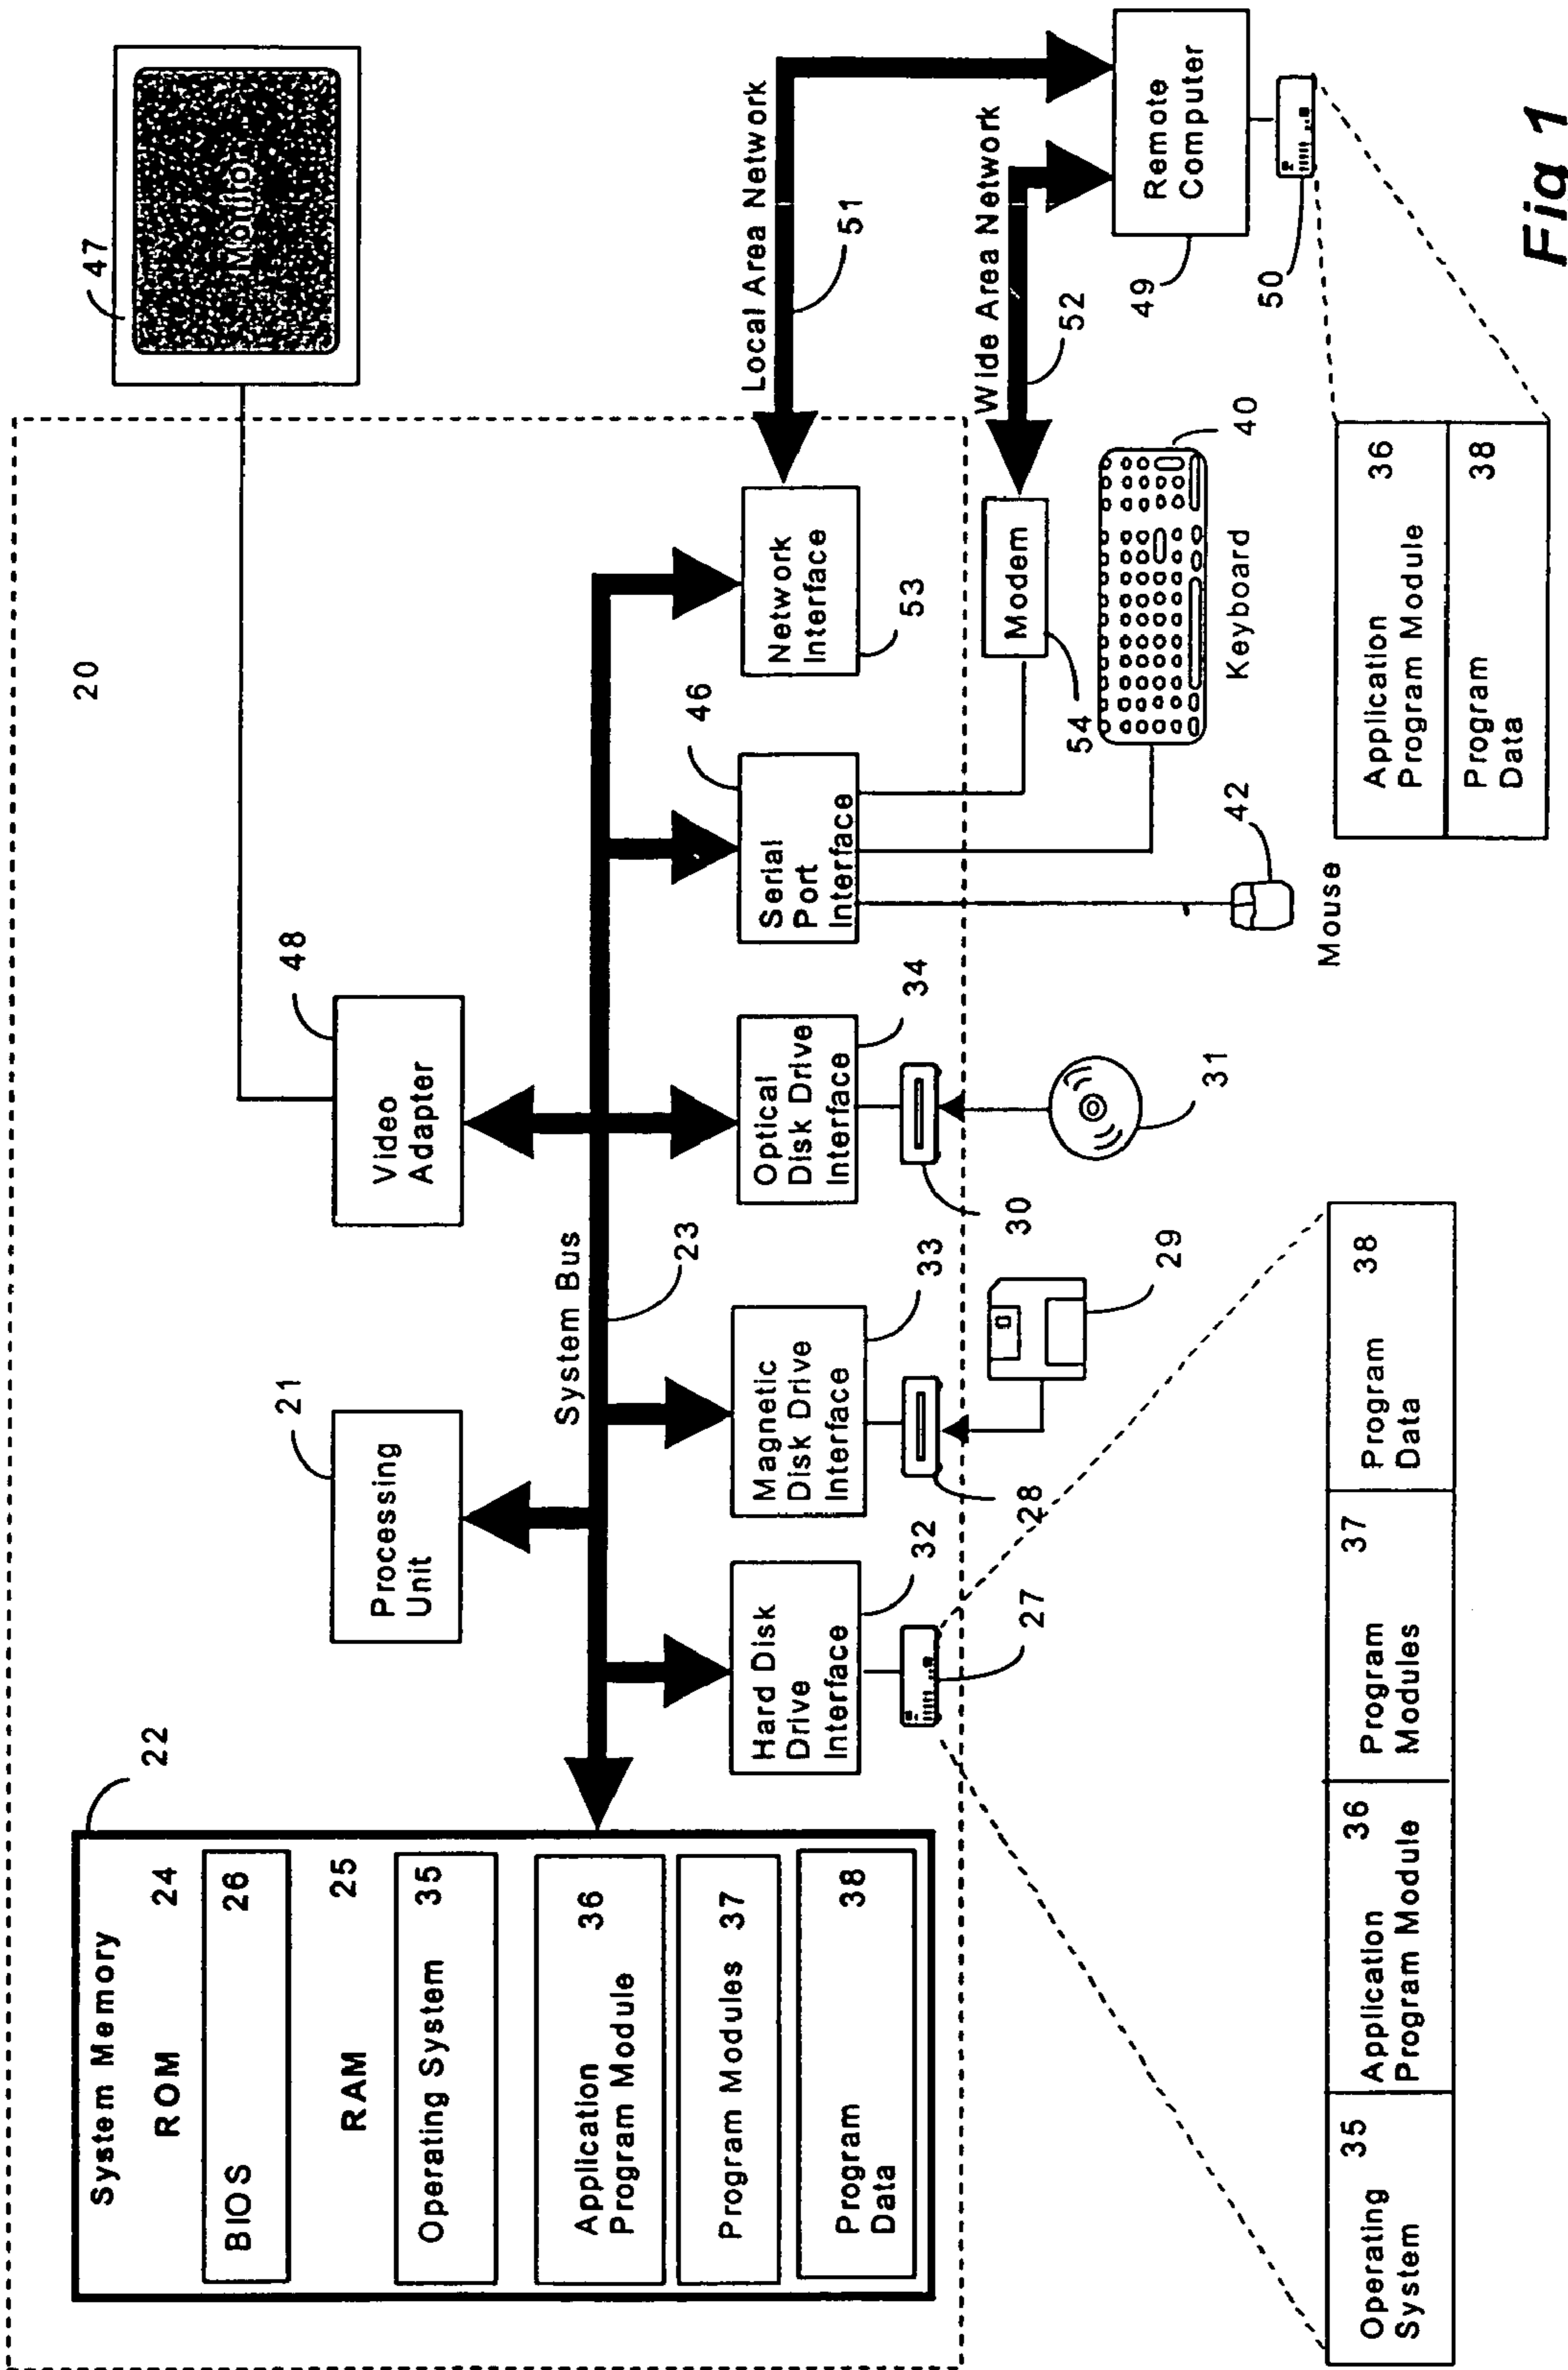 20
47
Monitor
System Memory
22
ROM 24
BIOS 26
RAM 25
Operating System 35
Application
Program Module
36
Program Modules 37
Program
Data
38
Processing
Unit
21
Video
Adapter
48
System Bus
23
Hard Disk
Drive
Interface
32
Magnetic
Disk Drive
Interface
33
Optical
Disk Drive
Interface
34
Serial
Port
Interface
46
Network
Interface
53
Local Area Network
51
27
28
29
30
31
Modem
54
Wide Area Network
52
Keyboard
40
Mouse
42
Remote
Computer
49
50
Operating
System
35
Application
Program Module
36
Program
Modules
37
Program
Data
38
Application
Program Module
36
Program
Data
38
Fig 1